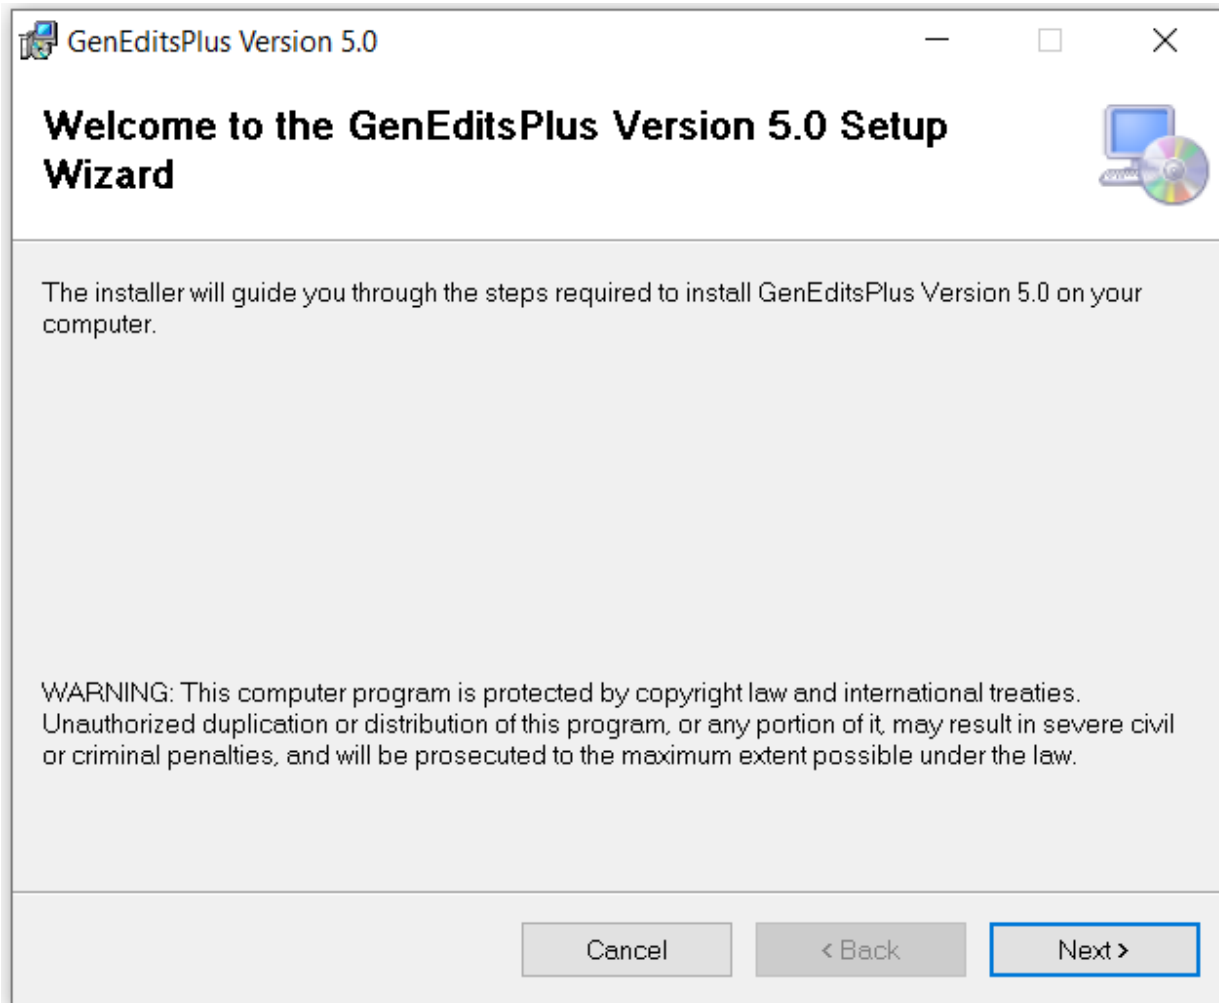 GenEditsPlus Version 5.0
Welcome to the GenEditsPlus Version 5.0 Setup
Wizard
The installer will guide you through the steps required to install GenEditsPlus Version 5.0 on your
computer.
WARNING: This computer program is protected by copyright law and international treaties.
Unauthorized duplication or distribution of this program, or any portion of it, may result in severe civil
or criminal penalties, and will be prosecuted to the maximum extent possible under the law.
Cancel
< Back
Next >